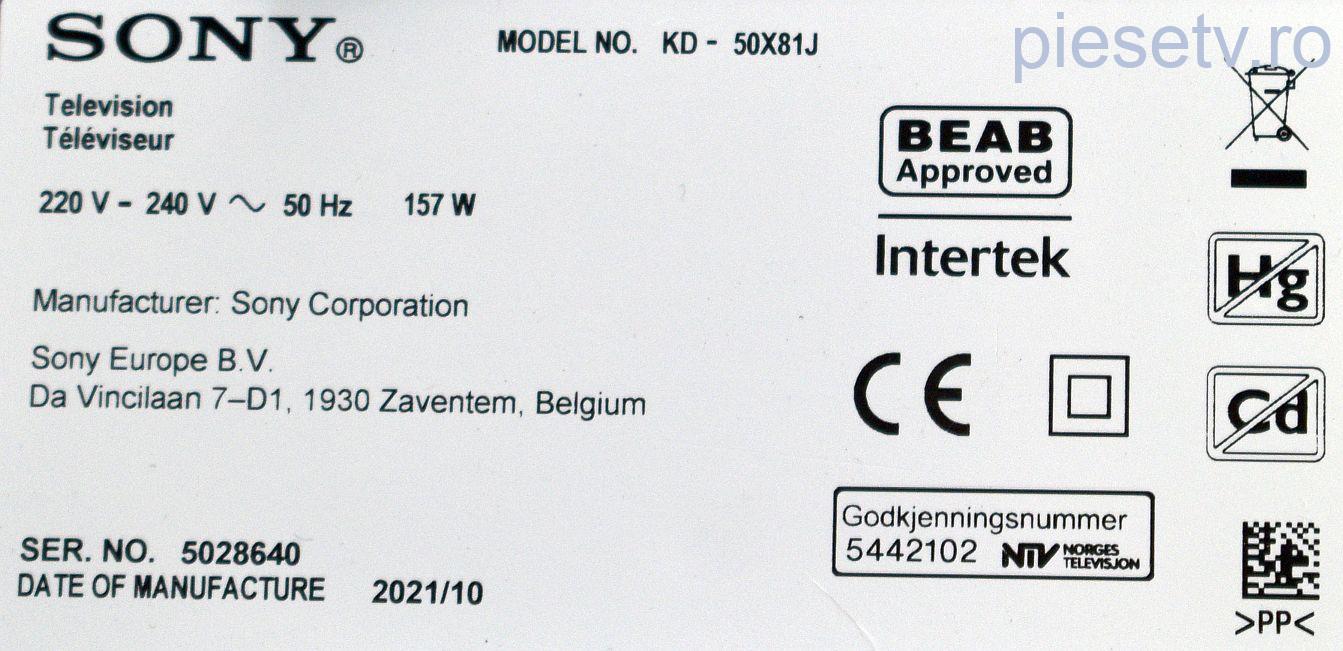 SONY®
MODEL NO. KD - 50X81J
piesetv.ro
Television
Téléviseur
220 V - 240 V ~ 50 Hz 157 W
BEAB
Approved
Intertek
Manufacturer: Sony Corporation
Sony Europe B.V.
Da Vincilaan 7–D1, 1930 Zaventem, Belgium
Hg
CE
Cd
Godkjenningsnummer
5442102 NTV NORGES
TELEVISJON
SER. NO. 5028640
DATE OF MANUFACTURE 2021/10
>PP<